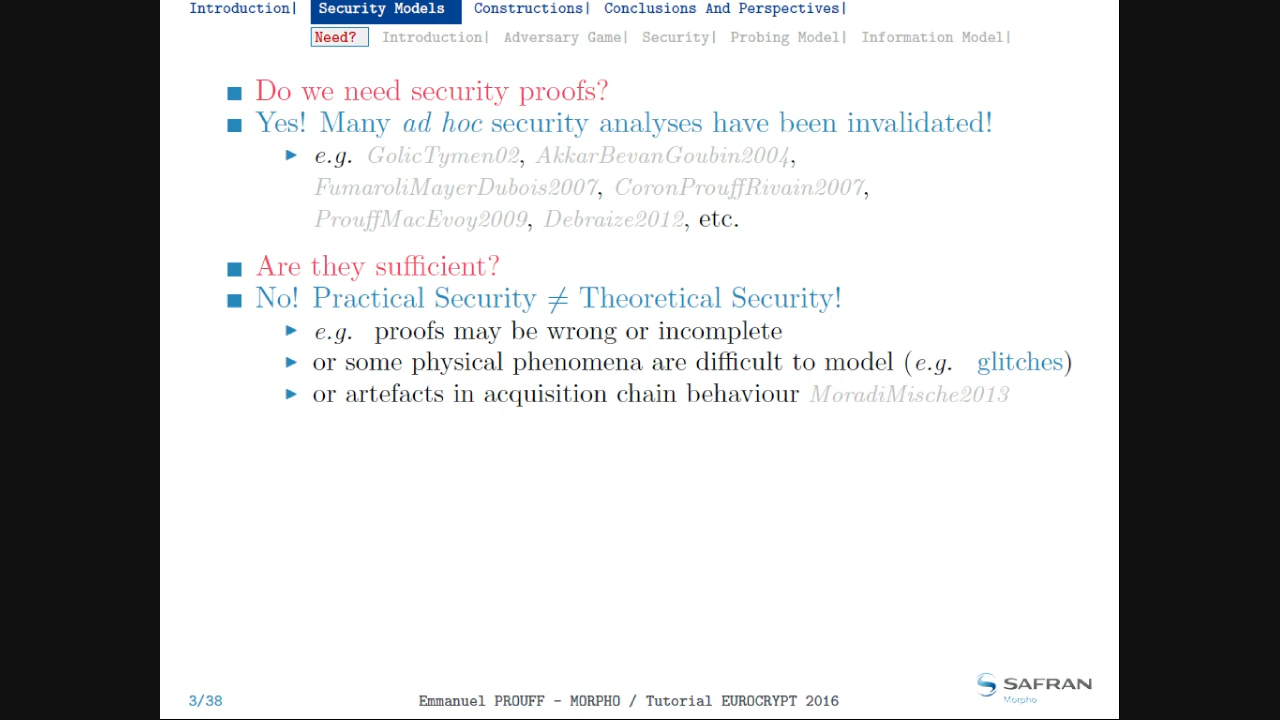 Introduction| Security Models Constructions| Conclusions And Perspectives|
Need? Introduction| Adversary Game| Security| Probing Model| Information Model|
Do we need security proofs?
Yes! Many ad hoc security analyses have been invalidated!
e.g. GolicTymen02, AkkarBevanGoubin2004,
FumaroliMayerDubois2007, CoronProuffRivain2007,
ProuffMacEvoy2009, Debraize2012, etc.
Are they sufficient?
No! Practical Security ≠ Theoretical Security!
e.g. proofs may be wrong or incomplete
or some physical phenomena are difficult to model (e.g. glitches)
or artefacts in acquisition chain behaviour MoradiMische2013
SAFRAN
Morpho
3/38 Emmanuel PROUFF - MORPHO / Tutorial EUROCRYPT 2016